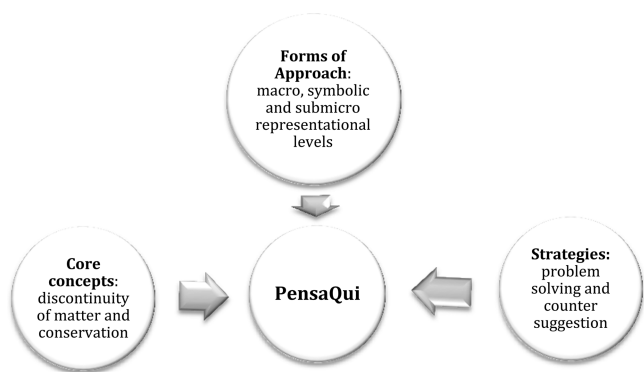 Forms of
Approach:
macro, symbolic
and submicro
representational
levels
Core
concepts:
discontinuity
of matter and
conservation
PensaQui
Strategies:
problem
solving and
counter
suggestion